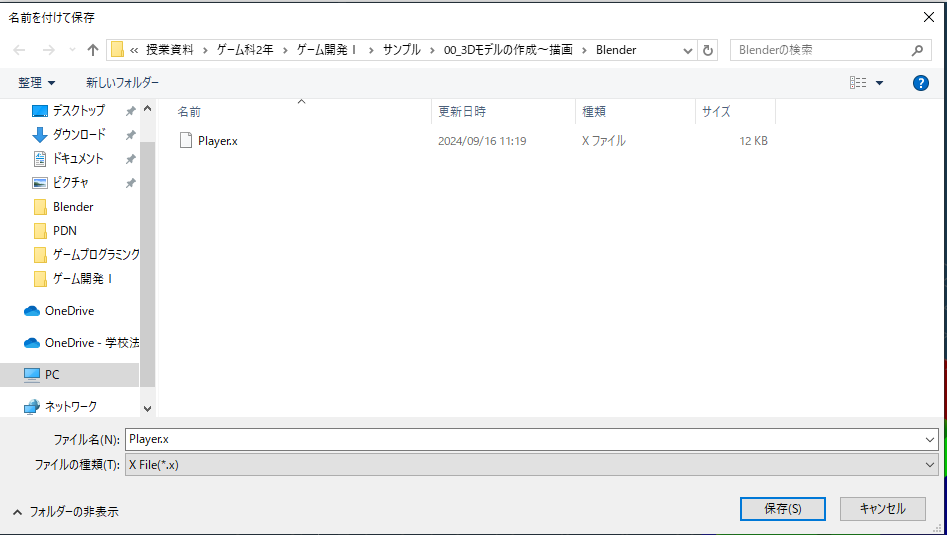 名前を付けて保存
« 授業資料 › ゲーム科2年 › ゲーム開発Ⅰ › サンプル › 00_3Dモデルの作成～描画 › Blender
Blenderの検索
整理 新しいフォルダー
デスクトップ
ダウンロード
ドキュメント
ピクチャ
Blender
PDN
ゲームプログラミング
ゲーム開発Ⅰ
OneDrive
OneDrive - 学校法
PC
ネットワーク
名前 更新日時 種類 サイズ
Player.x 2024/09/16 11:19 X ファイル 12 KB
ファイル名(N): Player.x
ファイルの種類(T): X File(*.x)
フォルダーの非表示 保存(S) キャンセル